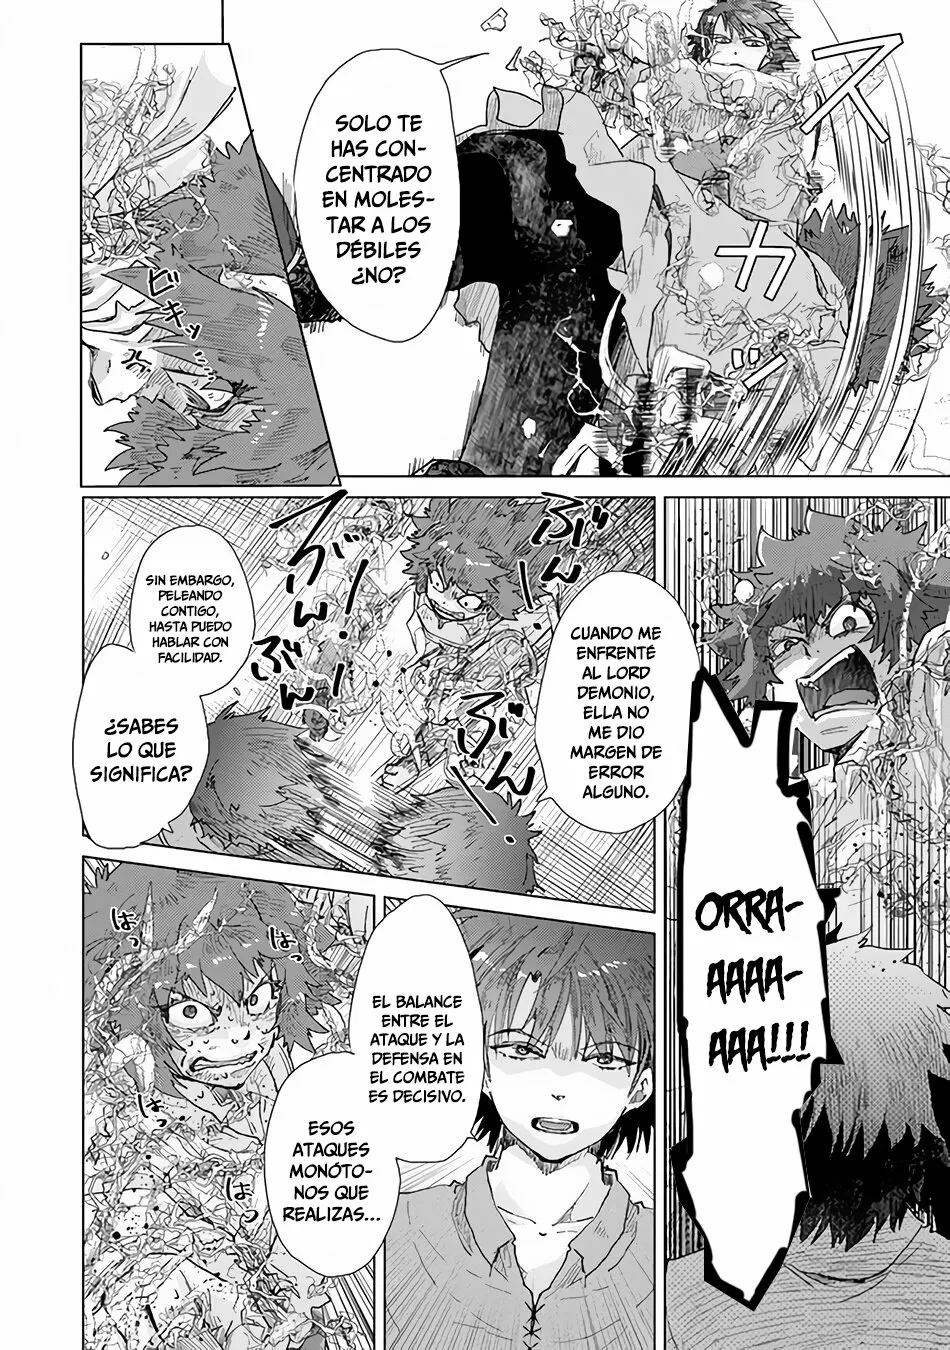 スカッ
SOLO TE
HAS CON-
CENTRADO
EN MOLES-
TAR A LOS
DÉBILES
¿NO?
ビキッ
ORRA-
AAAA-
AAA!!!
CUANDO ME
ENFRENTÉ
AL LORD
DEMONIO,
ELLA NO
ME DIO
MARGEN DE
ERROR
ALGUNO.
ぶん
ぶん
ぶん!
ぶん!
SIN EMBARGO,
PELEANDO
CONTIGO,
HASTA PUEDO
HABLAR CON
FACILIDAD.
¿SABES
LO QUE
SIGNIFICA?
EL BALANCE
ENTRE EL
ATAQUE Y LA
DEFENSA EN
EL COMBATE
ES DECISIVO.
ESOS
ATAQUES
MONÓTO-
NOS QUE
REALIZAS...
はっ
はっ
はっ
はっ